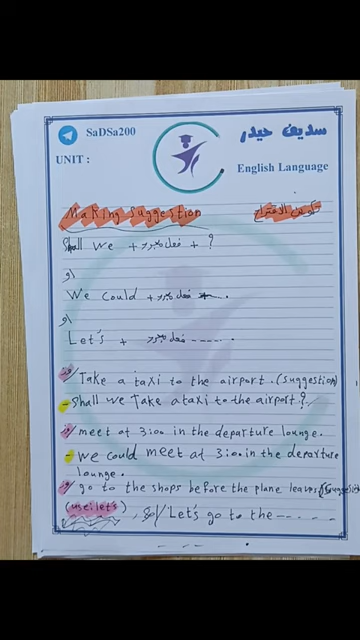 SaDSa200
سديف حيدر
UNIT :
English Language
Making suggestion
تكوين الاقتراح
Shall we + فعل مجرد + ?
او
We Could + فعل مجرد .
او
Let's + فعل مجرد ------ .
Take a taxi to the airport. (suggestion)
- Shall we Take a taxi to the airport?
meet at 3:00 in the departure lounge.
- we could meet at 3:00 in the departure
lounge.
go to the shops before the plane leaves.
(use: let's) Let's go to the -----